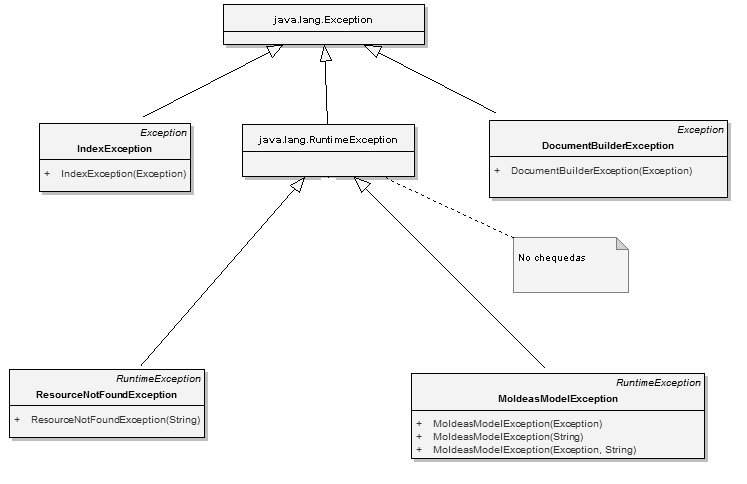 java.lang.Exception
Exception
IndexException
+ IndexException(Exception)
java.lang.RuntimeException
Exception
DocumentBuilderException
+ DocumentBuilderException(Exception)
No chequedas
RuntimeException
ResourceNotFoundException
+ ResourceNotFoundException(String)
RuntimeException
MoldeasModelException
+ MoldeasModelException(Exception)
+ MoldeasModelException(String)
+ MoldeasModelException(Exception, String)